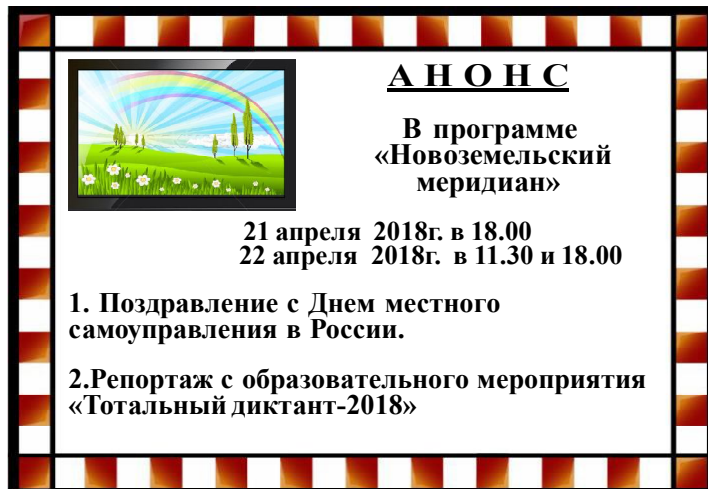 А Н О Н С
В программе
«Новоземельский
меридиан»
21 апреля 2018г. в 18.00
22 апреля 2018г. в 11.30 и 18.00
1. Поздравление с Днем местного
самоуправления в России.
2.Репортаж с образовательного мероприятия
«Тотальный диктант-2018»